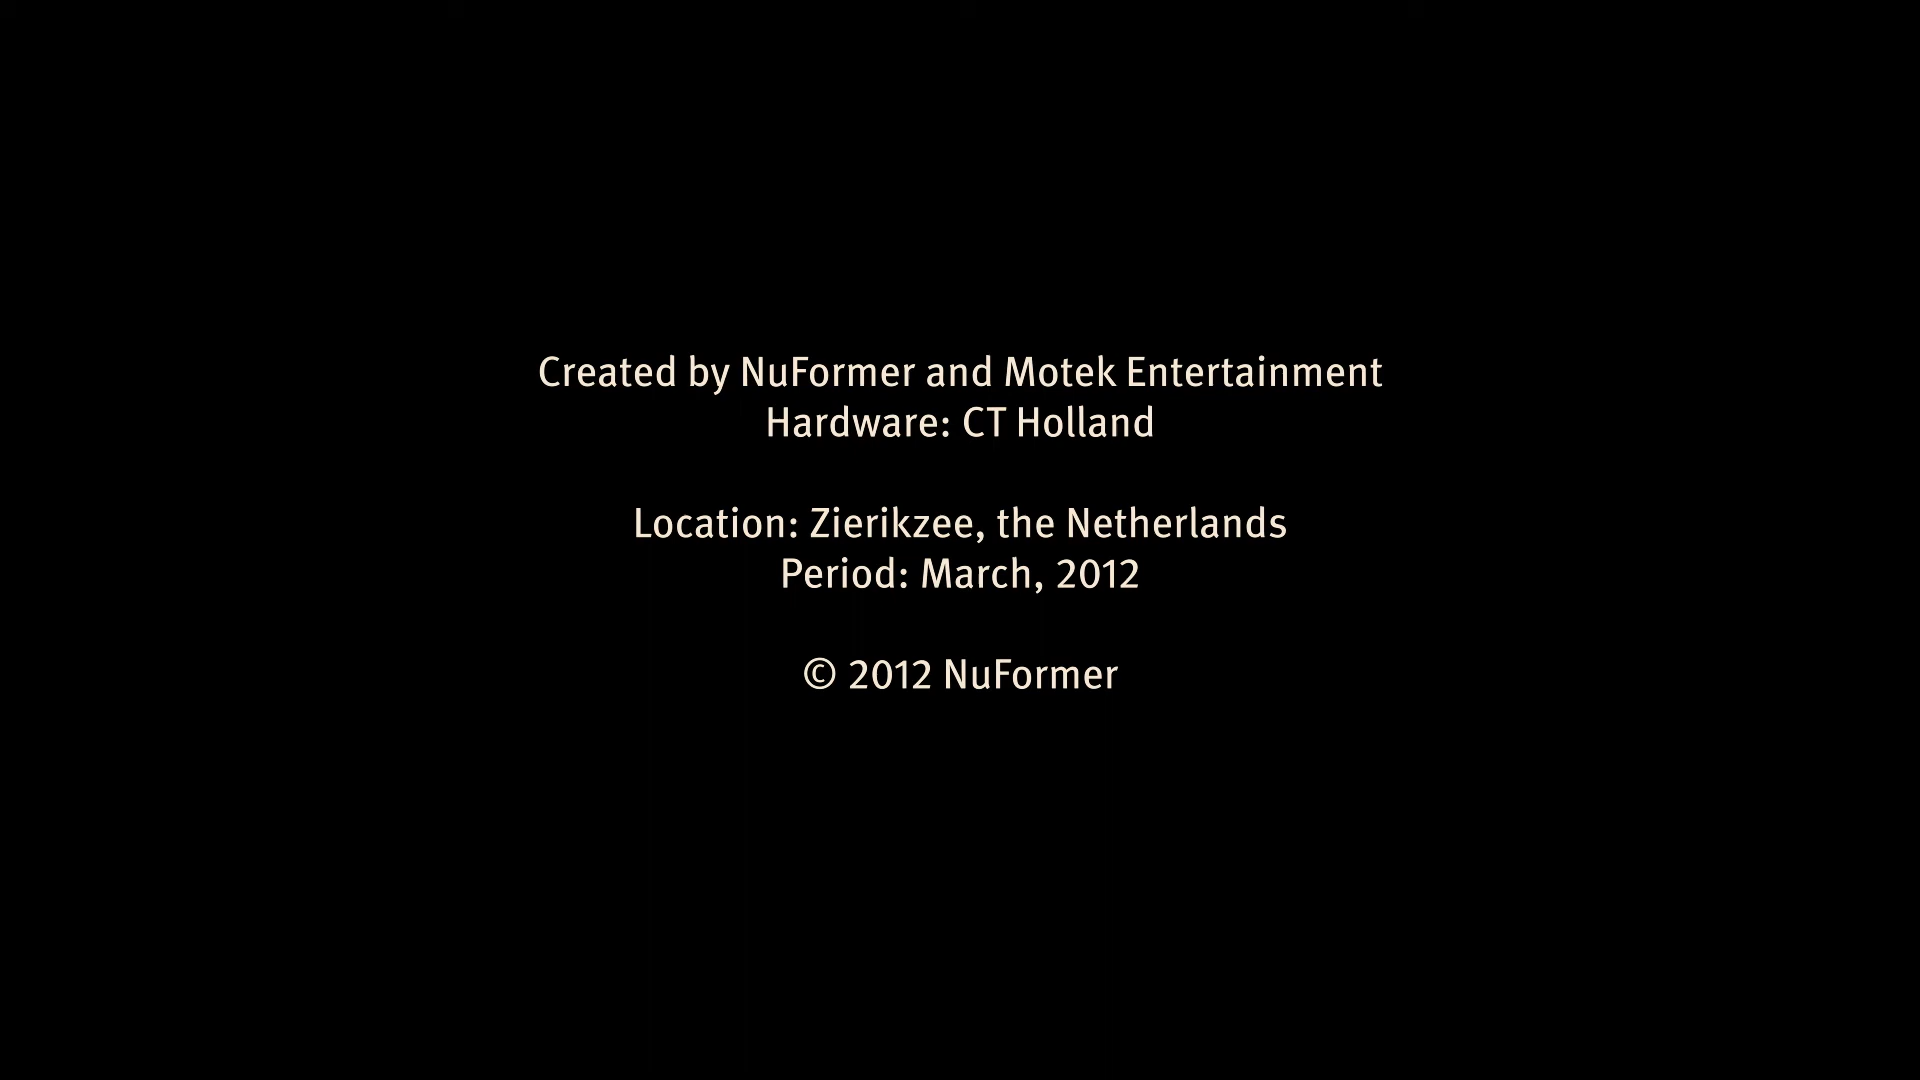 Created by NuFormer and Motek Entertainment
Hardware: CT Holland
Location: Zierikzee, the Netherlands
Period: March, 2012
© 2012 NuFormer